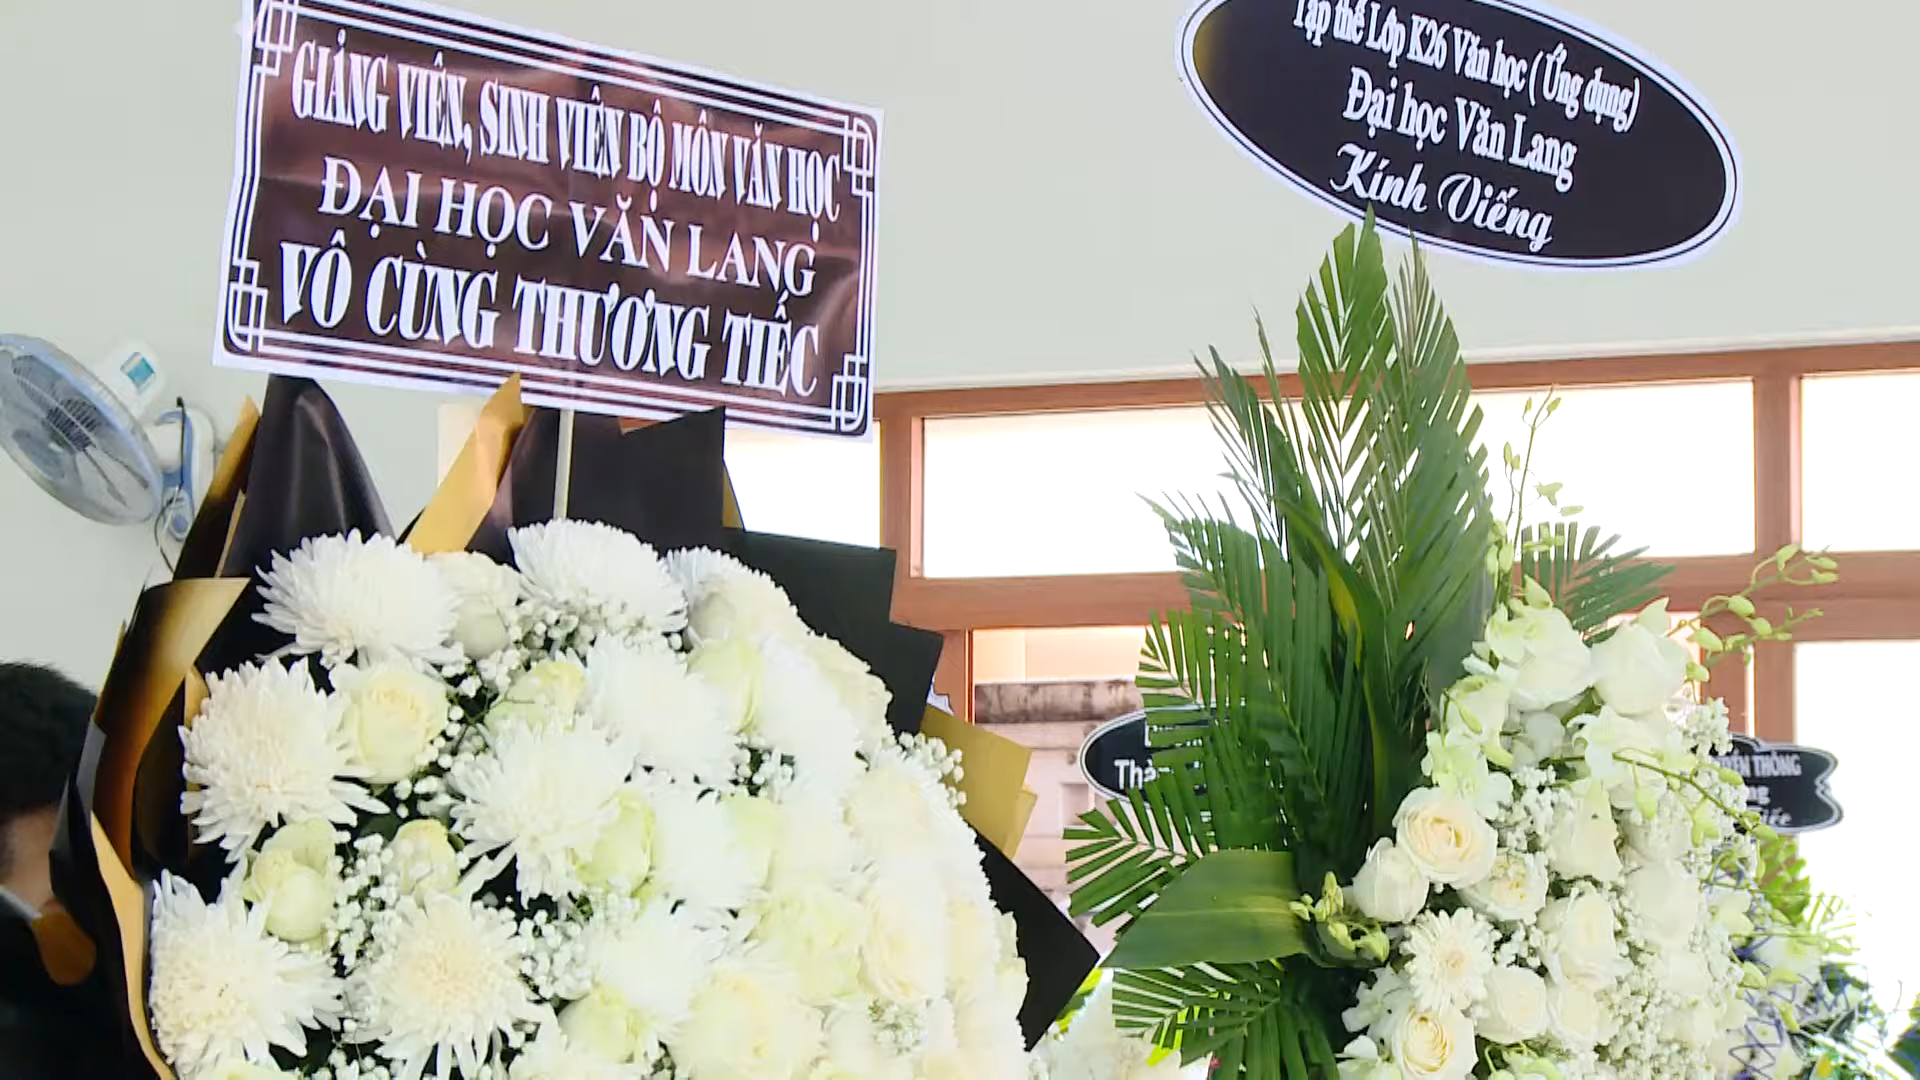 GIẢNG VIÊN, SINH VIÊN BỘ MÔN VĂN HỌC
ĐẠI HỌC VĂN LANG
VÔ CÙNG THƯƠNG TIẾC
Tập thể Lớp K26 Văn học ( Ứng dụng)
Đại học Văn Lang
Kính Viếng
THÔNG